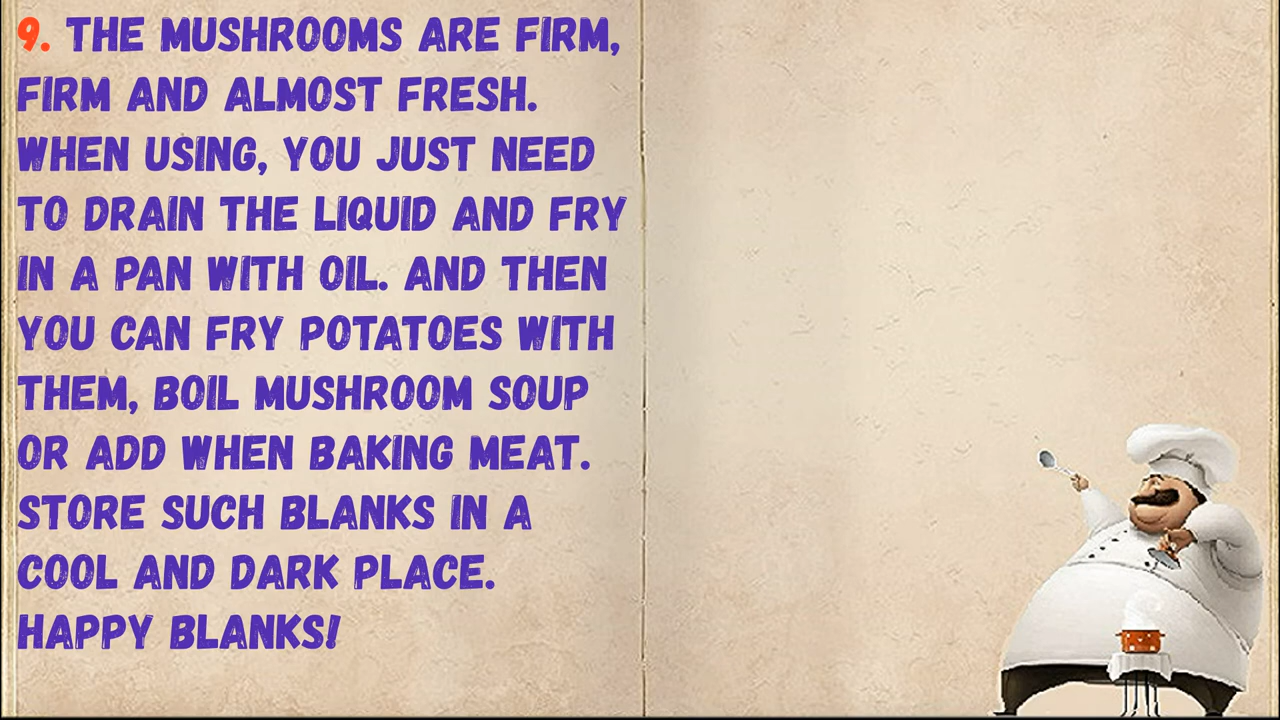 9. THE MUSHROOMS ARE FIRM,
FIRM AND ALMOST FRESH.
WHEN USING, YOU JUST NEED
TO DRAIN THE LIQUID AND FRY
IN A PAN WITH OIL. AND THEN
YOU CAN FRY POTATOES WITH
THEM, BOIL MUSHROOM SOUP
OR ADD WHEN BAKING MEAT.
STORE SUCH BLANKS IN A
COOL AND DARK PLACE.
HAPPY BLANKS!